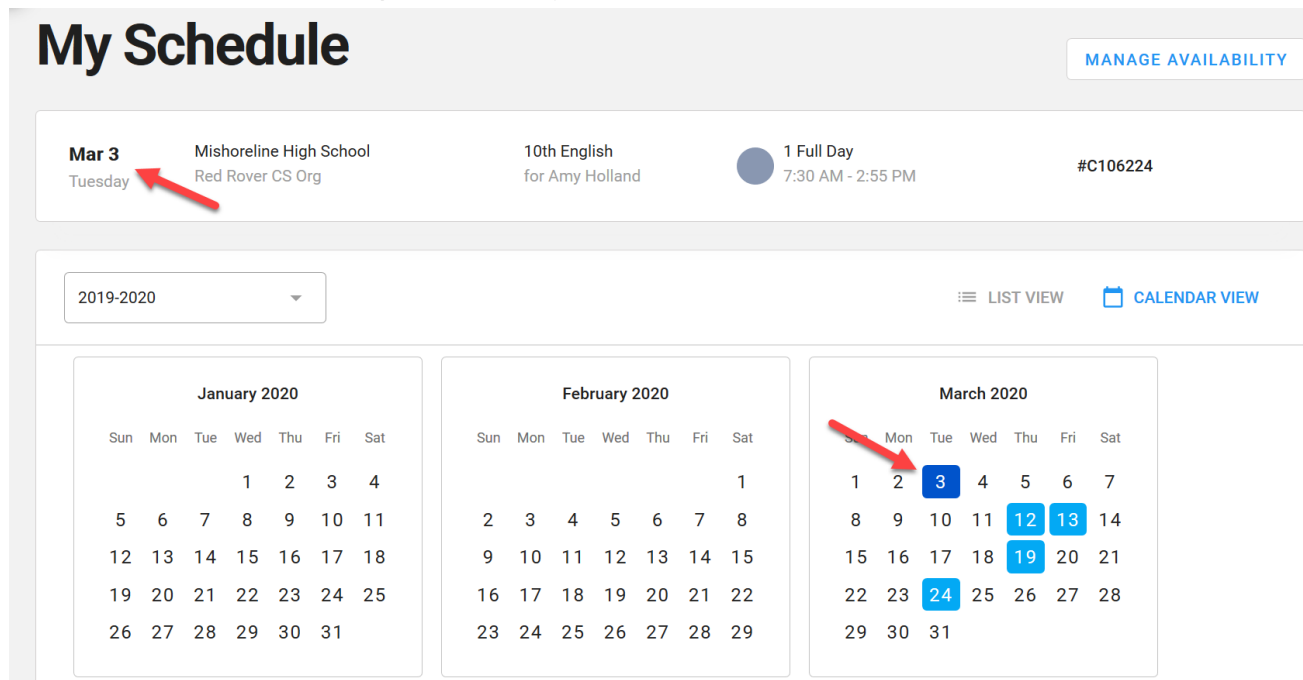 My Schedule
MANAGE AVAILABILITY
Mar 3 Mishoreline High School 10th English 1 Full Day #C106224
Tuesday Red Rover CS Org for Amy Holland 7:30 AM - 2:55 PM
2019-2020 LIST VIEW CALENDAR VIEW
January 2020 February 2020 March 2020
Sun Mon Tue Wed Thu Fri Sat Sun Mon Tue Wed Thu Fri Sat Sun Mon Tue Wed Thu Fri Sat
1 2 3 4 1 1 2 3 4 5 6 7
5 6 7 8 9 10 11 2 3 4 5 6 7 8 8 9 10 11 12 13 14
12 13 14 15 16 17 18 9 10 11 12 13 14 15 15 16 17 18 19 20 21
19 20 21 22 23 24 25 16 17 18 19 20 21 22 22 23 24 25 26 27 28
26 27 28 29 30 31 23 24 25 26 27 28 29 29 30 31